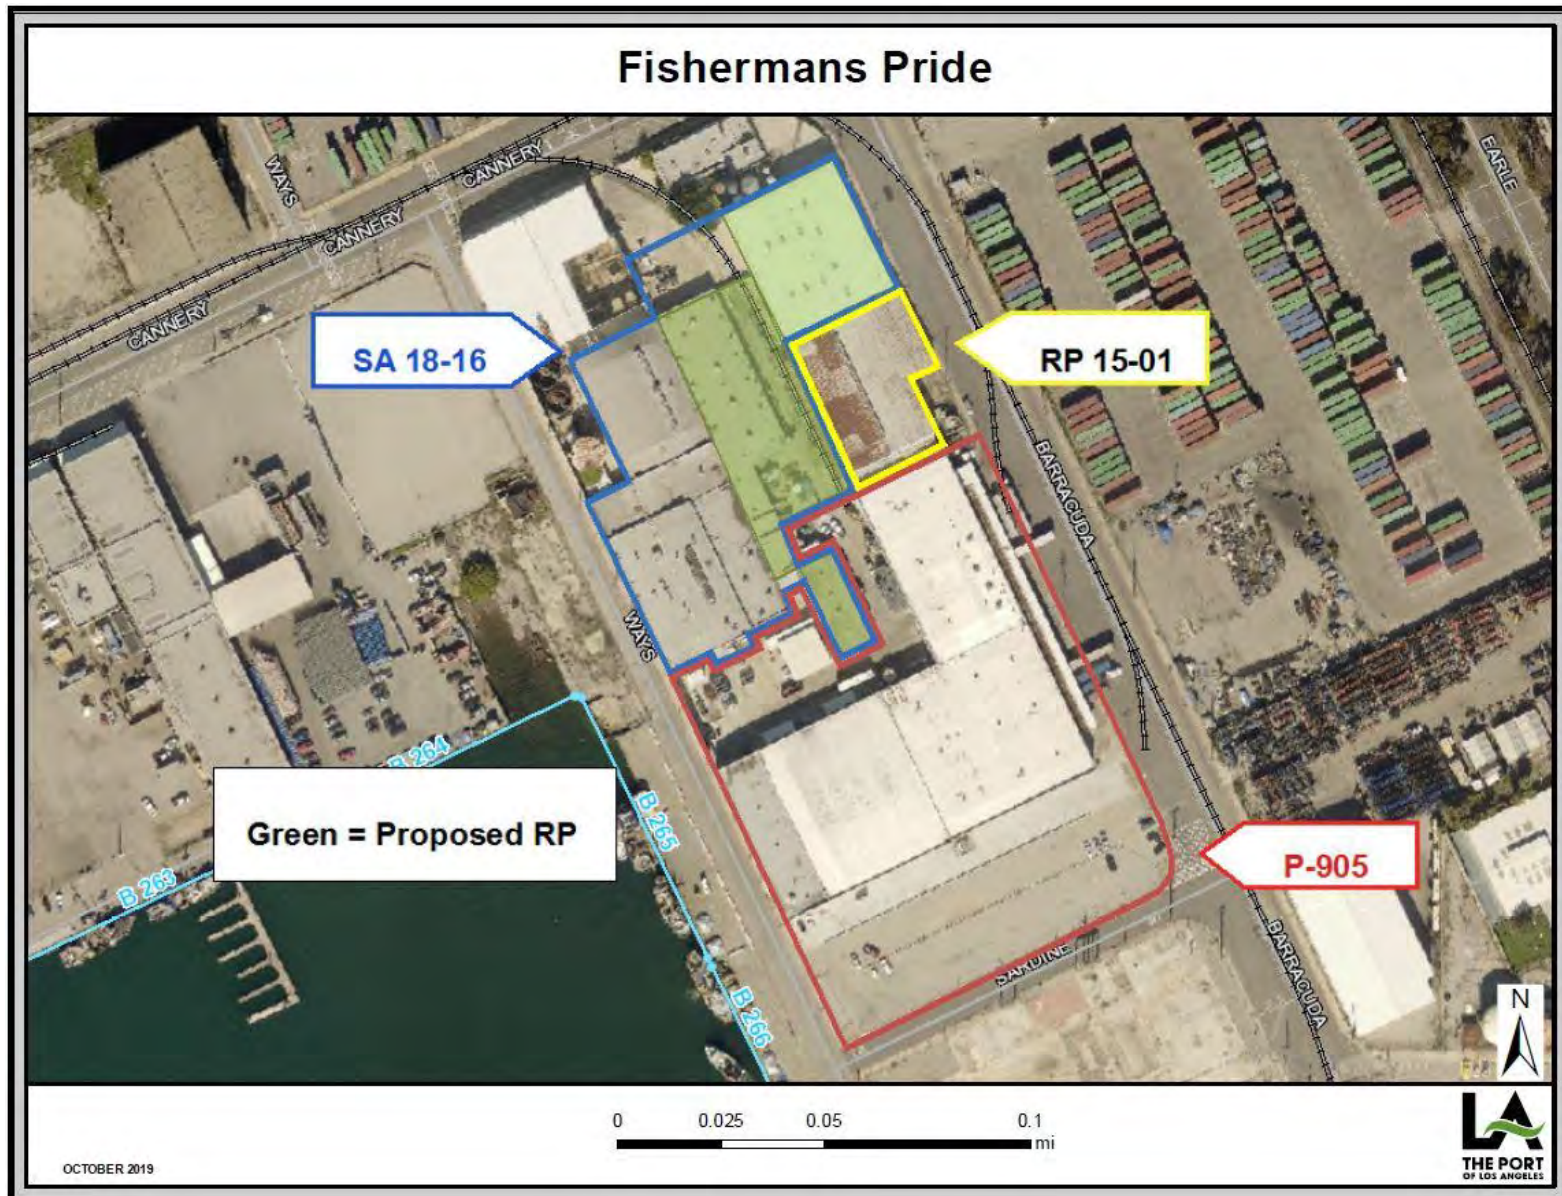 Fishermans Pride
WAYS
CANNERY
CANNERY
CANNERY
EARLE
SA 18-16
RP 15-01
BARRACUDA
WAYS
B 264
B 265
Green = Proposed RP
P-905
B 263
SARDINE
BARRACUDA
B 266
N
0 0.025 0.05 0.1
mi
LA
THE PORT
OF LOS ANGELES
OCTOBER 2019